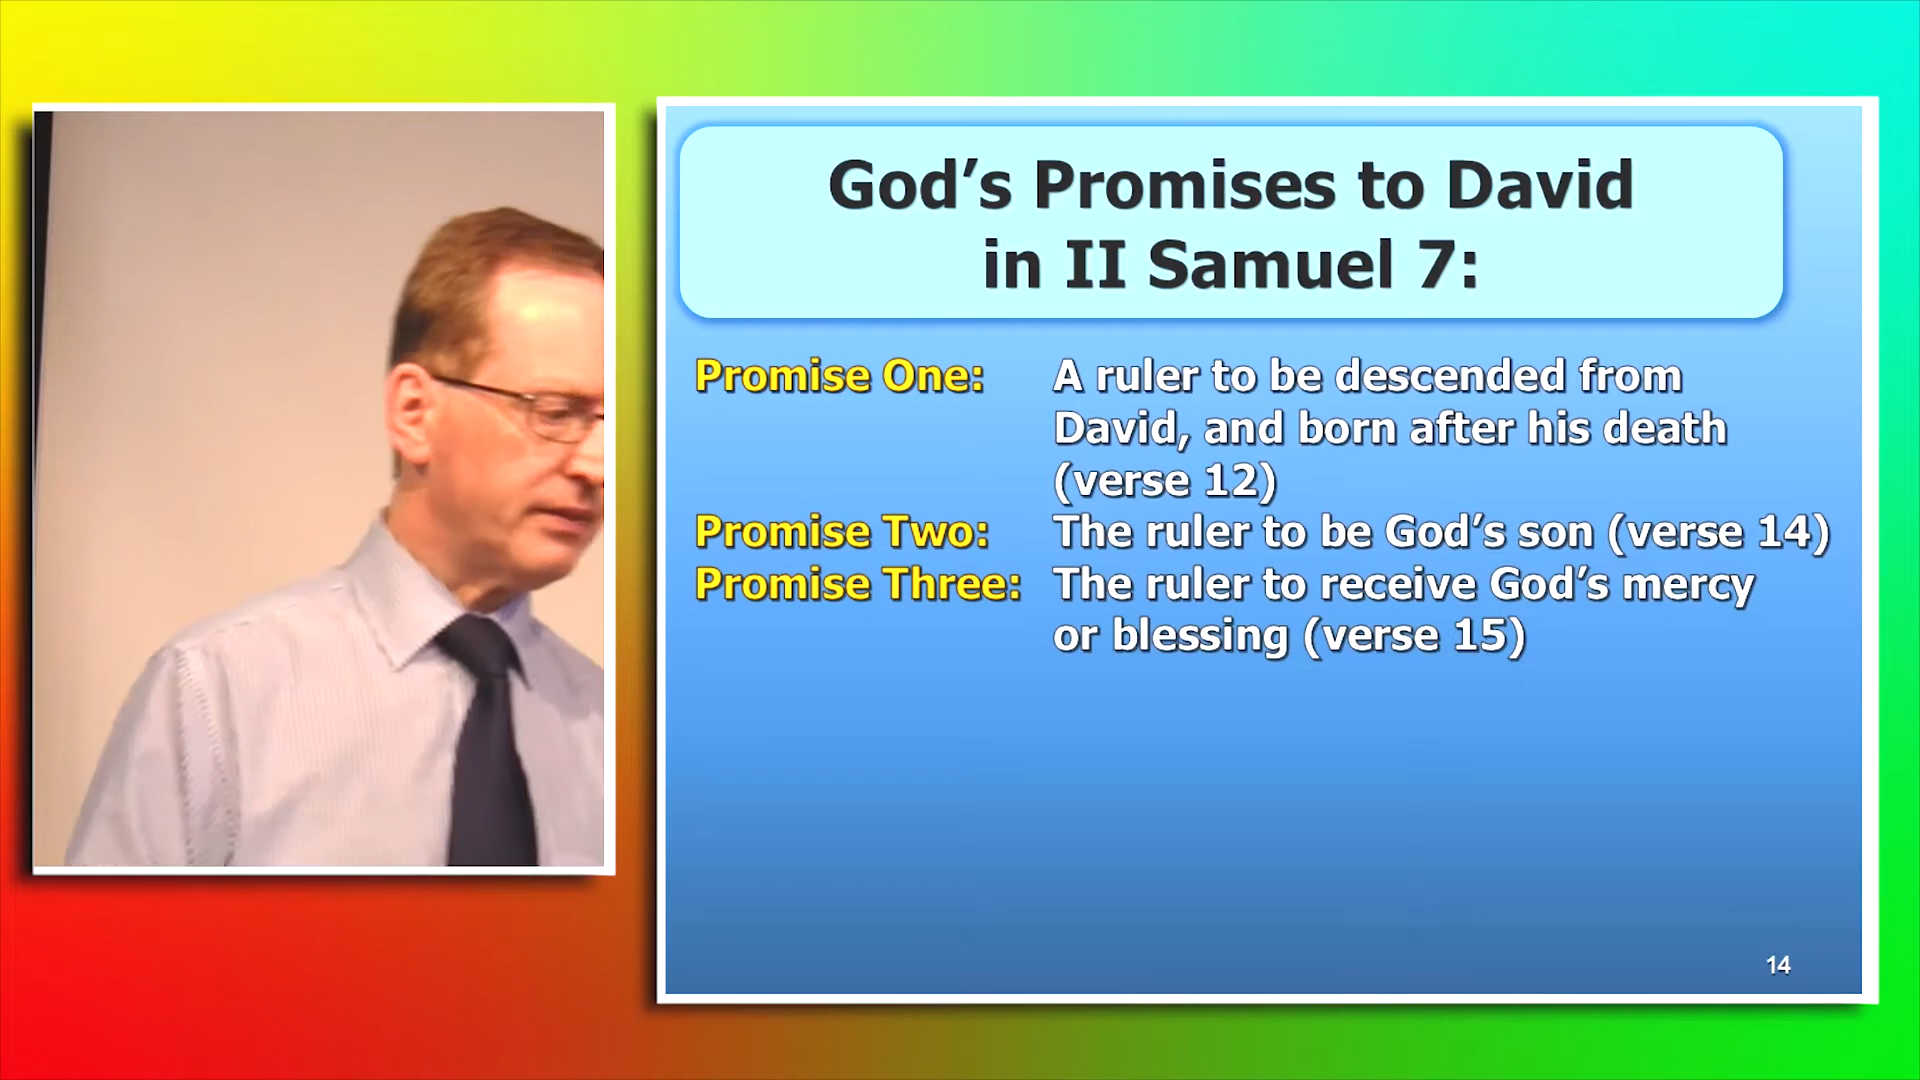 God’s Promises to David
in II Samuel 7:
Promise One: A ruler to be descended from
David, and born after his death
(verse 12)
Promise Two: The ruler to be God’s son (verse 14)
Promise Three: The ruler to receive God’s mercy
or blessing (verse 15)
14